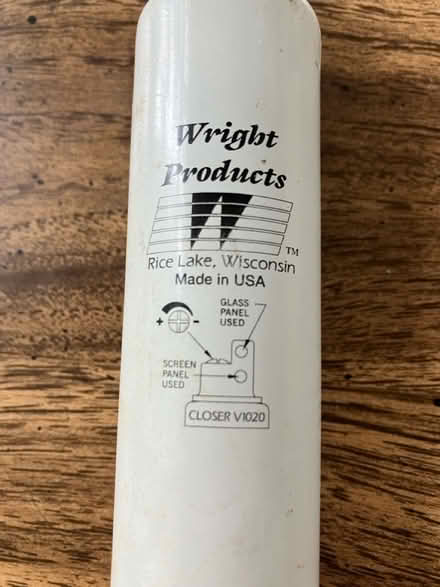 Wright
Products
TM
Rice Lake, Wisconsin
Made in USA
GLASS
PANEL
USED
+ -
SCREEN
PANEL
USED
CLOSER V1020